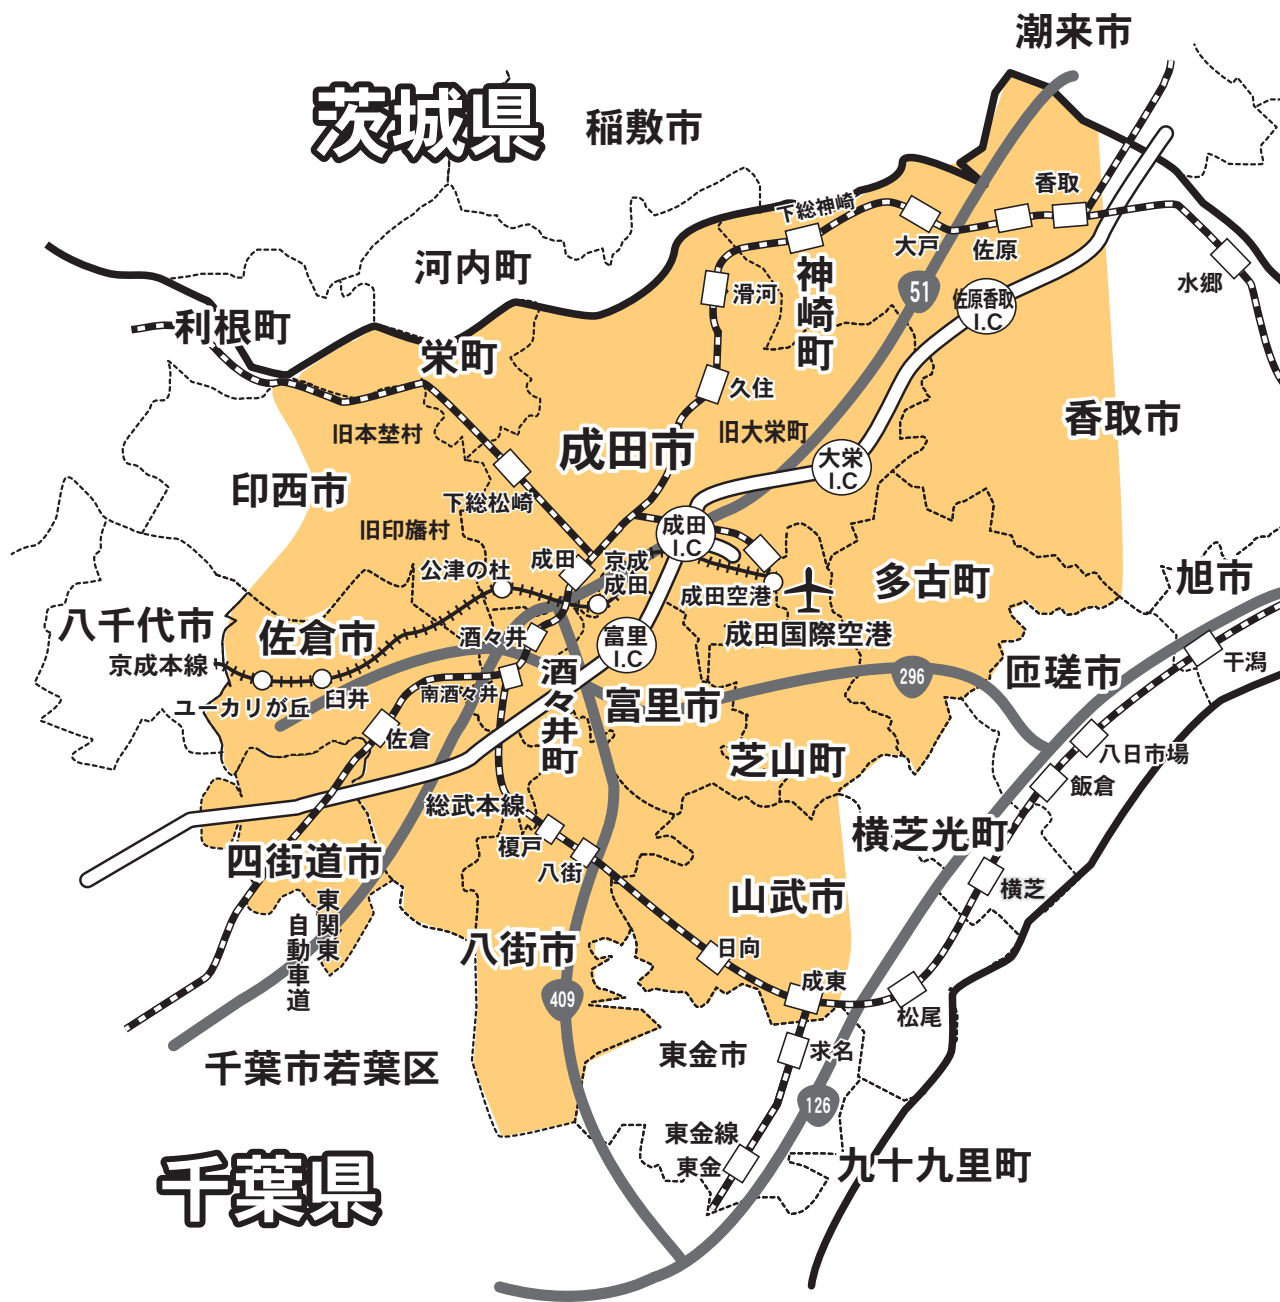 潮来市
茨城県
稲敷市
香取
下総神崎
大戸
佐原
河内町
神崎町
水郷
滑河
51
佐原香取
I.C
利根町
栄町
久住
香取市
旧本埜村
成田市
旧大栄町
大栄
I.C
印西市
下総松崎
旧印旛村
成田
I.C
成田
京成
成田
公津の杜
多古町
旭市
成田空港
八千代市
佐倉市
酒々井
富里
I.C
成田国際空港
京成本線
干潟
匝瑳市
296
酒々井町
南酒々井
ユーカリが丘
臼井
富里市
佐倉
芝山町
八日市場
飯倉
総武本線
横芝光町
榎戸
四街道市
八街
横芝
山武市
東関東
自動車道
八街市
日向
成東
409
松尾
千葉市若葉区
東金市
求名
126
東金線
東金
九十九里町
千葉県